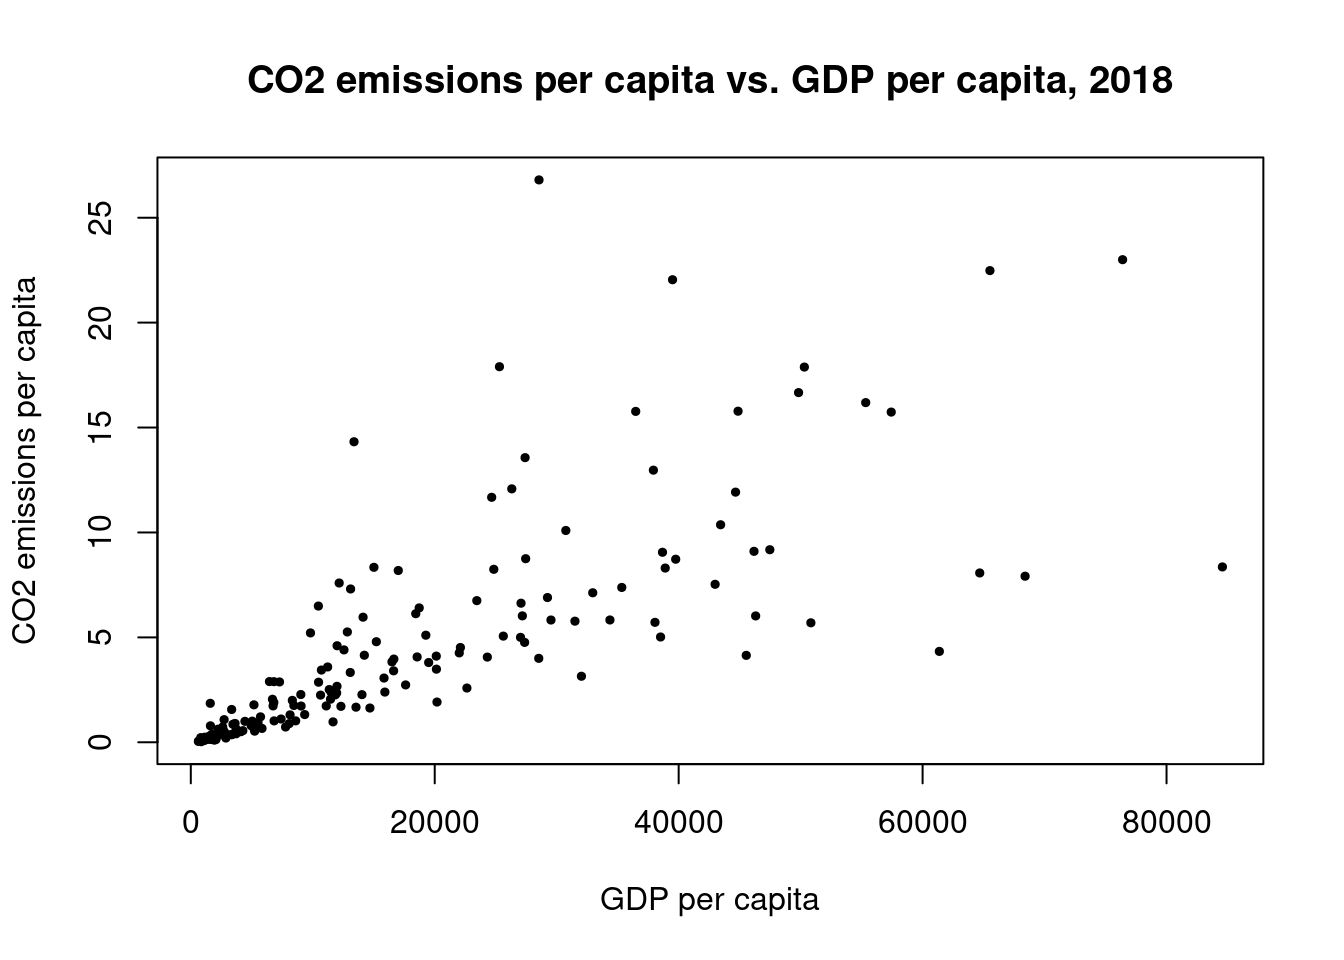 CO2 emissions per capita vs. GDP per capita, 2018
CO2 emissions per capita
25
20
15
10
5
0
0 20000 40000 60000 80000
GDP per capita